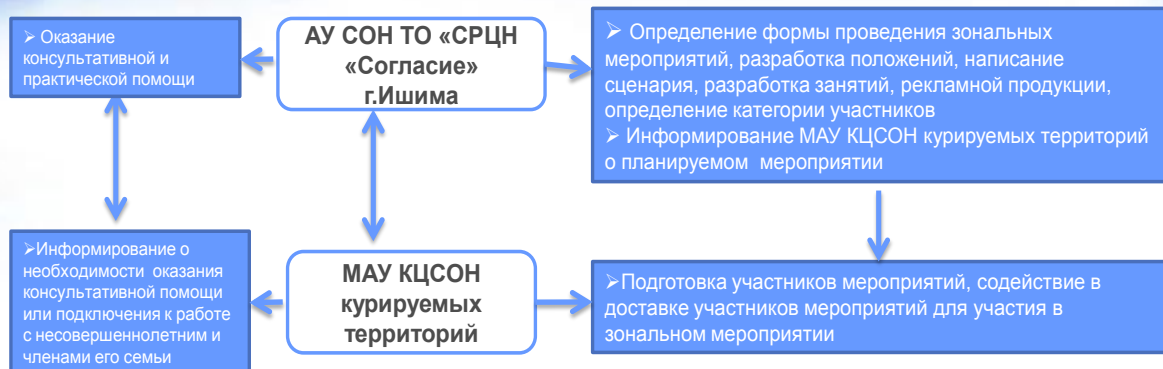 ➢ Оказание
консультативной и
практической помощи
АУ СОН ТО «СРЦН
«Согласие»
г.Ишима
➢ Определение формы проведения зональных
мероприятий, разработка положений, написание
сценария, разработка занятий, рекламной продукции,
определение категории участников
➢ Информирование МАУ КЦСОН курируемых территорий
о планируемом мероприятии
➢Информирование о
необходимости оказания
консультативной помощи
или подключения к работе
с несовершеннолетним и
членами его семьи
МАУ КЦСОН
курируемых
территорий
➢Подготовка участников мероприятий, содействие в
доставке участников мероприятий для участия в
зональном мероприятии